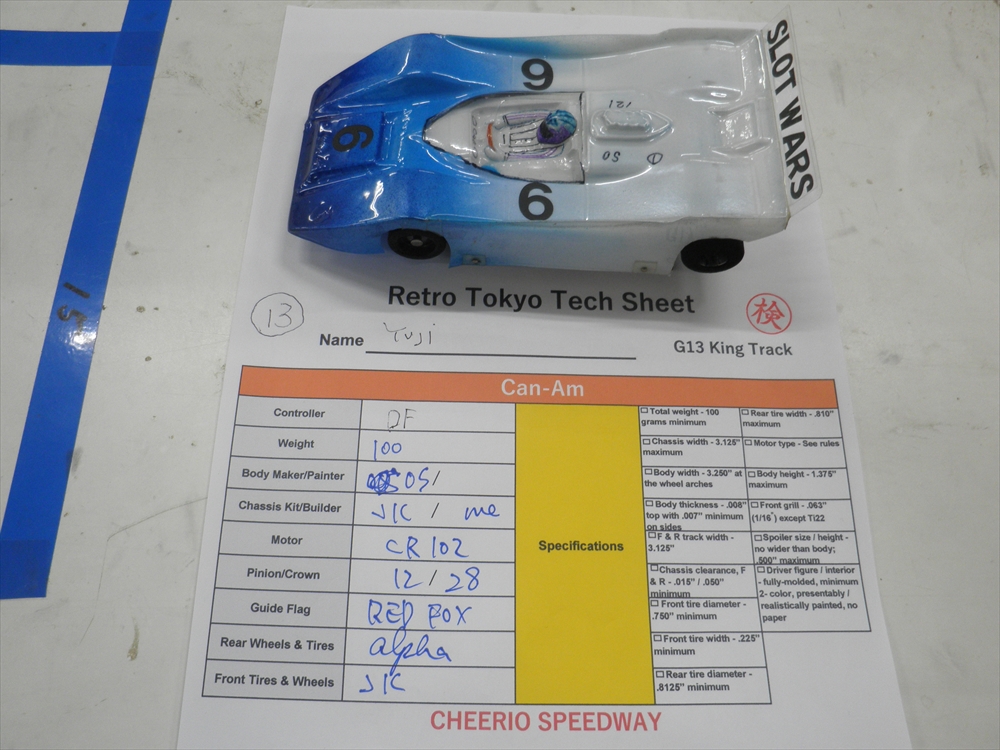 SLOT WARS
6
6
6
121
50
15
Retro Tokyo Tech Sheet
検
13
Name Yuji
G13 King Track
Can-Am
Controller DF
Weight 100
Body Maker/Painter OS/
Chassis Kit/Builder JK / me
Motor CR102
Pinion/Crown 12/28
Guide Flag RED FOX
Rear Wheels & Tires alpha
Front Tires & Wheels JK
Specifications
Total weight - 100
grams minimum
Chassis width - 3.125"
maximum
Body width - 3.250" at
the wheel arches
Body thickness - .008"
top with .007" minimum
on sides
F & R track width -
3.125"
Chassis clearance, F
& R - .015" / .050"
minimum
Front tire diameter -
.750" minimum
Front tire width - .225"
minimum
Rear tire diameter -
.8125" minimum
Rear tire width - .810"
maximum
Motor type - See rules
Body height - 1.375"
maximum
Front grill - .063"
(1/16") except Ti22
Spoiler size / height -
no wider than body;
.500" maximum
Driver figure / interior
- fully-molded, minimum
2- color, presentably /
realistically painted, no
paper
CHEERIO SPEEDWAY